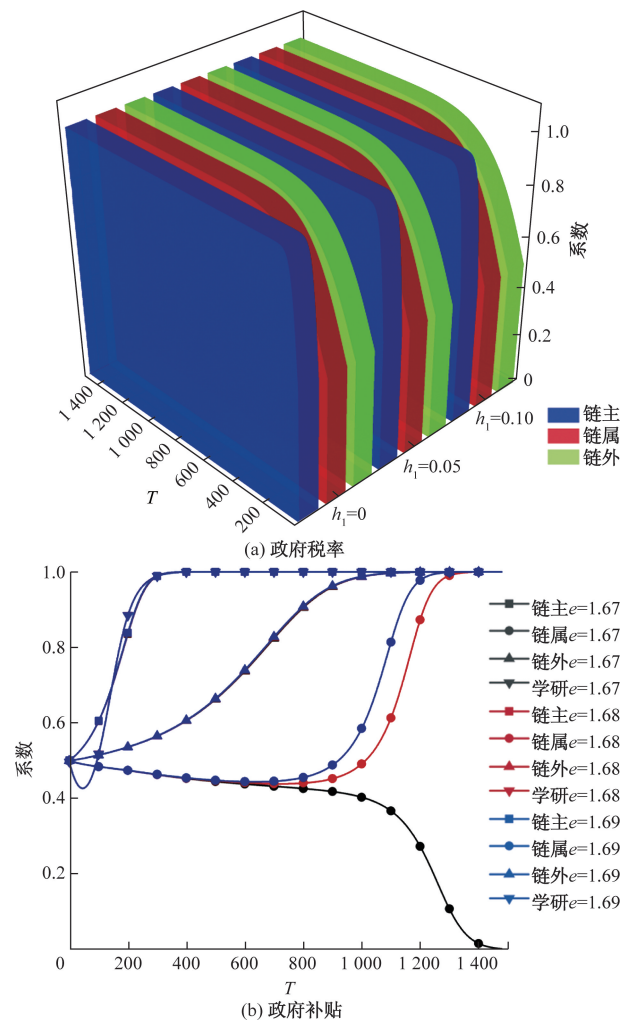 1.0
0.8
0.6
0.4
0.2
0
系数
1 400
1 200
1 000
800
600
400
200
T
h₁=0
h₁=0.05
h₁=0.10
链主
链属
链外
(a) 政府税率
1.0
0.8
0.6
0.4
0.2
系数
0
200
400
600
800
1 000
1 200
1 400
T
链主e=1.67
链属e=1.67
链外e=1.67
学研e=1.67
链主e=1.68
链属e=1.68
链外e=1.68
学研e=1.68
链主e=1.69
链属e=1.69
链外e=1.69
学研e=1.69
(b) 政府补贴